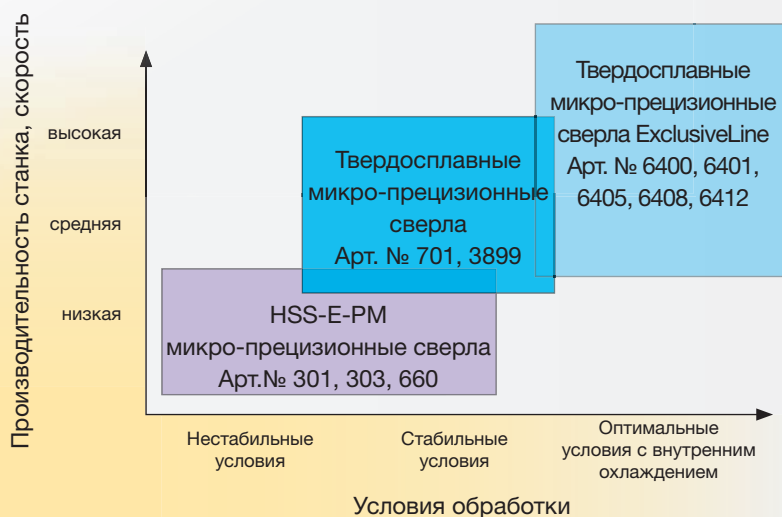 Производительность станка, скорость
высокая
средняя
низкая
Твердосплавные
микро-прецизионные
сверла ExclusiveLine
Арт. № 6400, 6401,
6405, 6408, 6412
Твердосплавные
микро-прецизионные
сверла
Арт. № 701, 3899
HSS-E-PM
микро-прецизионные сверла
Арт.№ 301, 303, 660
Нестабильные
условия
Стабильные
условия
Оптимальные
условия с внутренним
охлаждением
Условия обработки